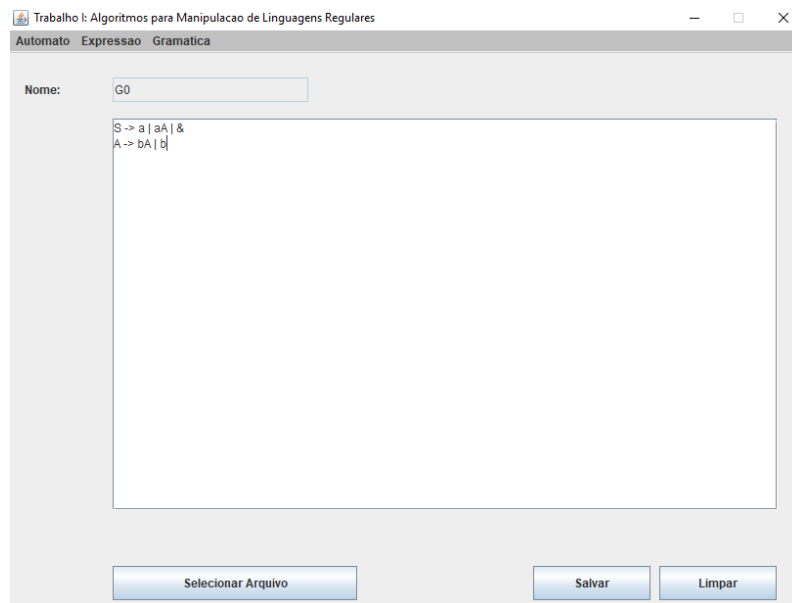 Trabalho I: Algoritmos para Manipulacao de Linguagens Regulares
Automato Expressao Gramatica
Nome: G0
S -> a | aA | &
A -> bA | b
Selecionar Arquivo Salvar Limpar